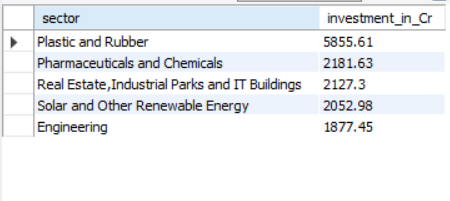 sector investment_in_Cr
Plastic and Rubber 5855.61
Pharmaceuticals and Chemicals 2181.63
Real Estate,Industrial Parks and IT Buildings 2127.3
Solar and Other Renewable Energy 2052.98
Engineering 1877.45